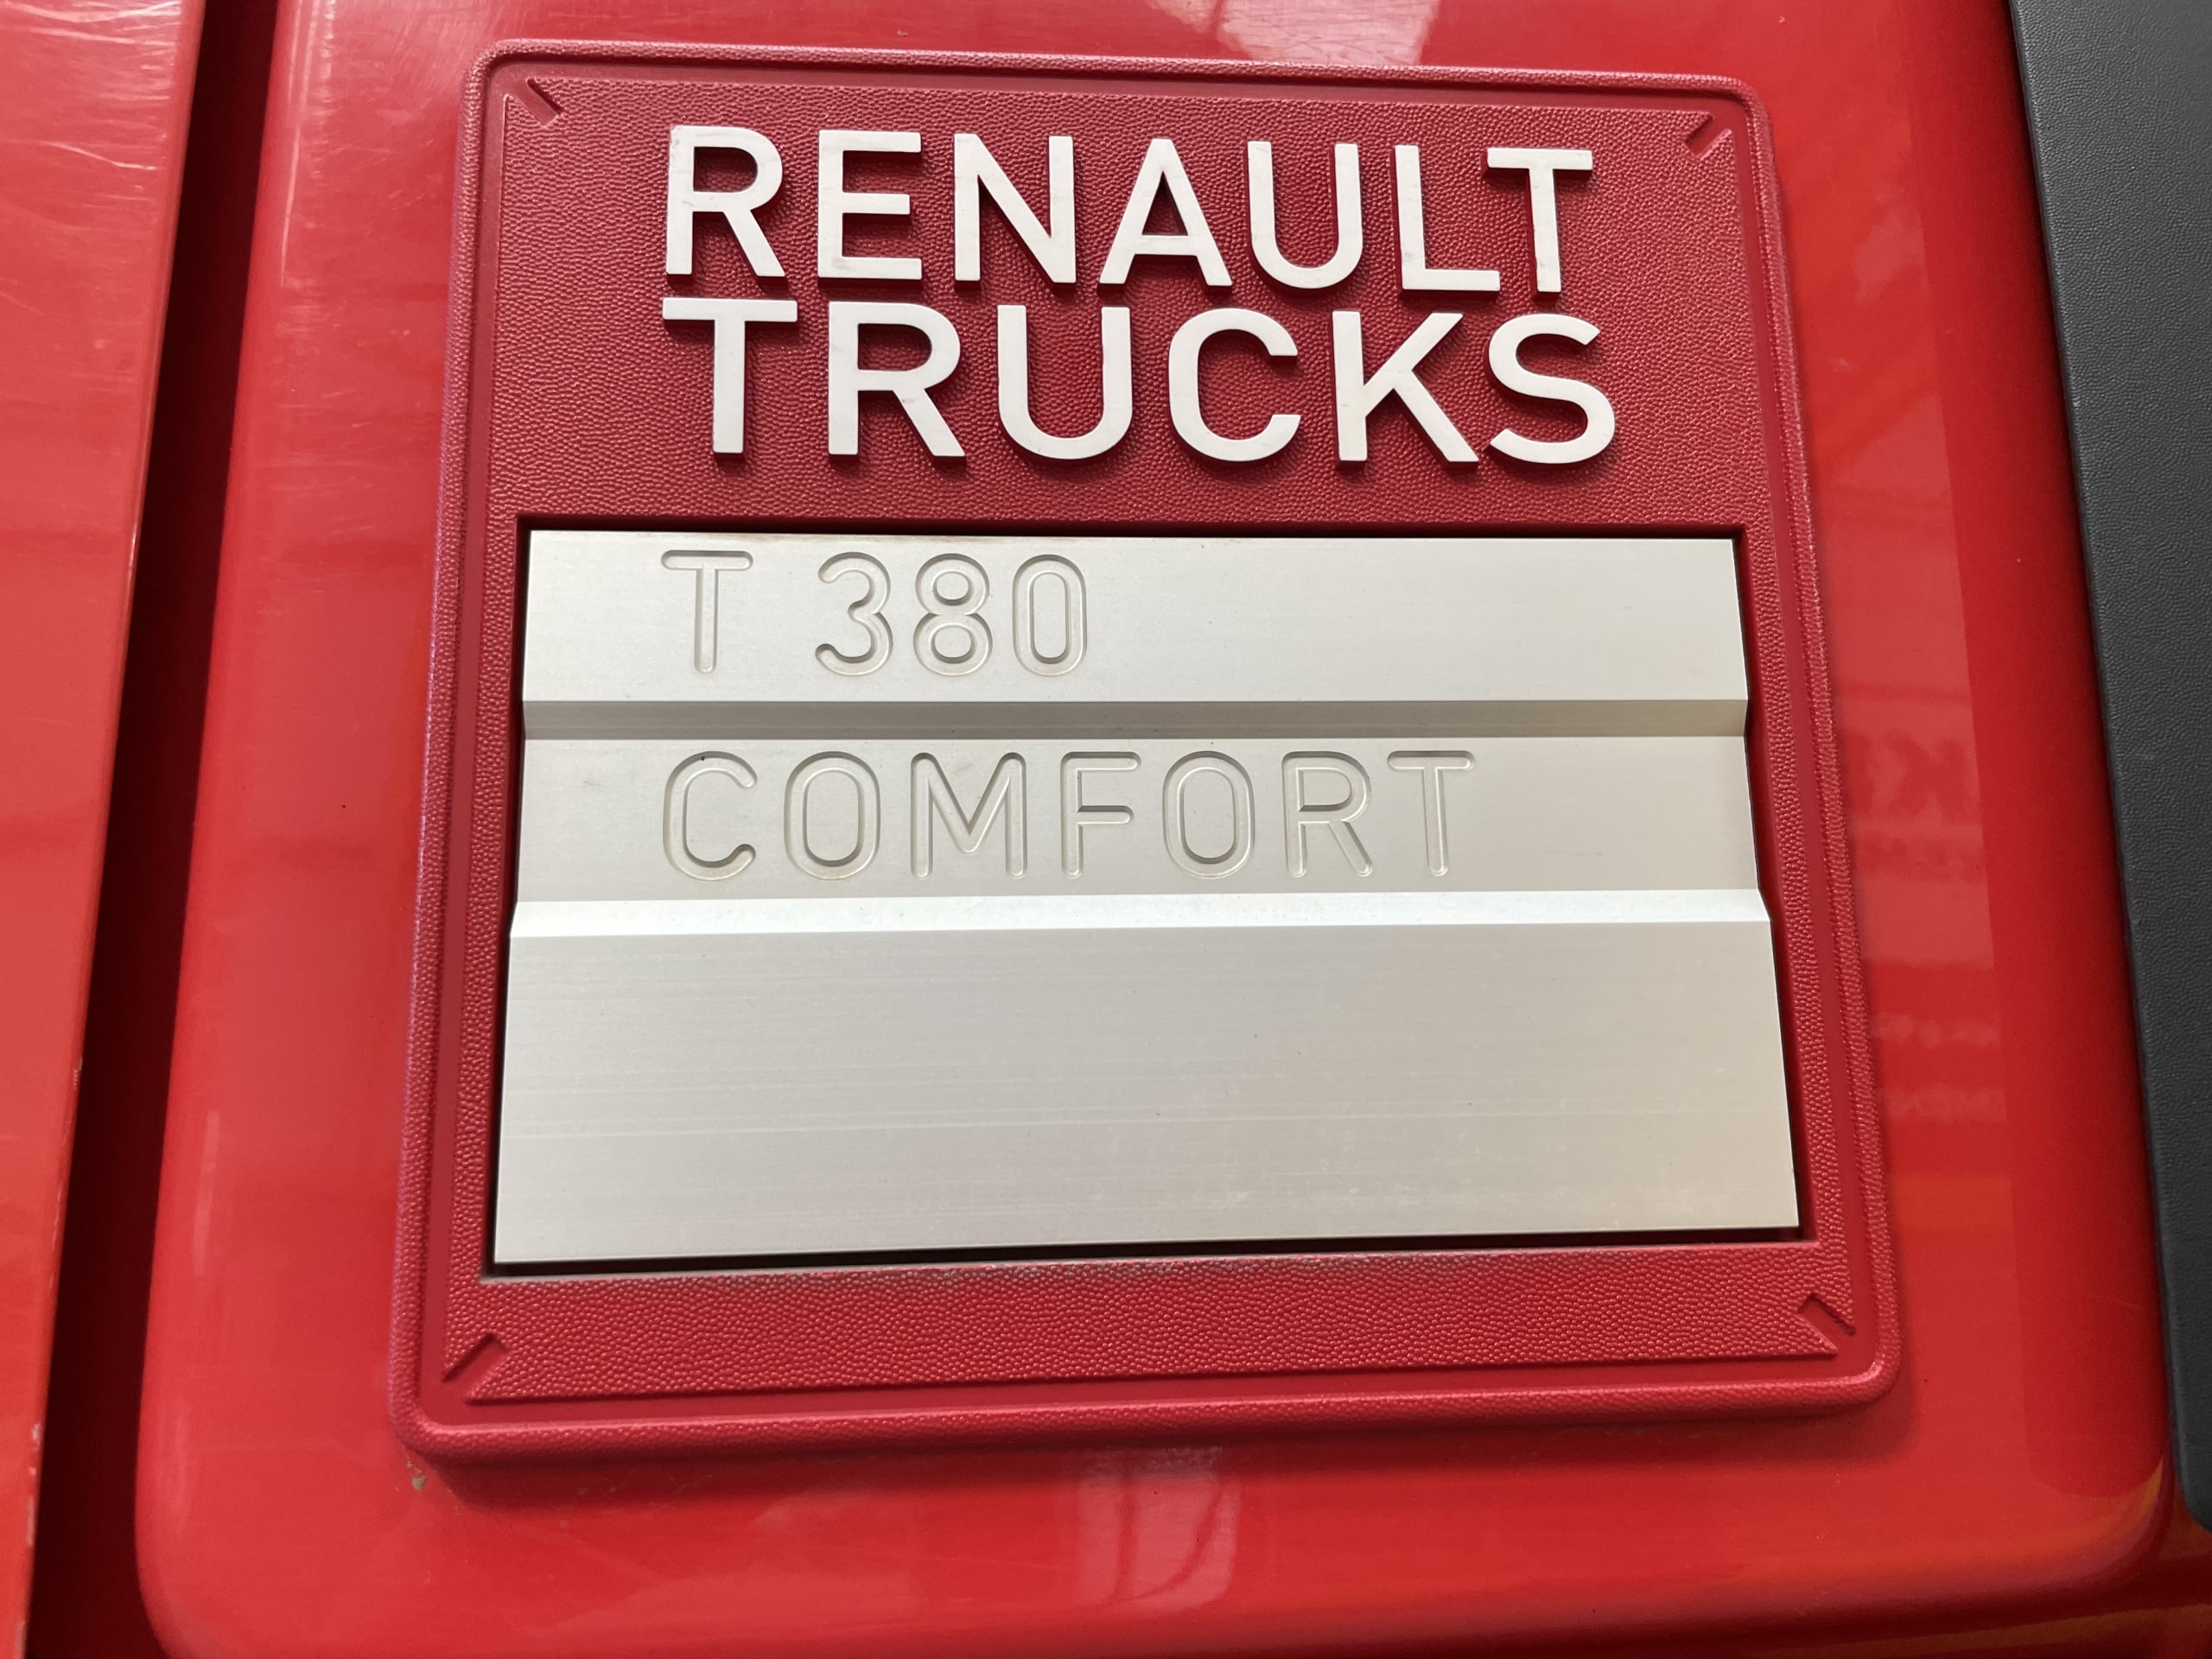 RENAULT
TRUCKS
T 380
COMFORT